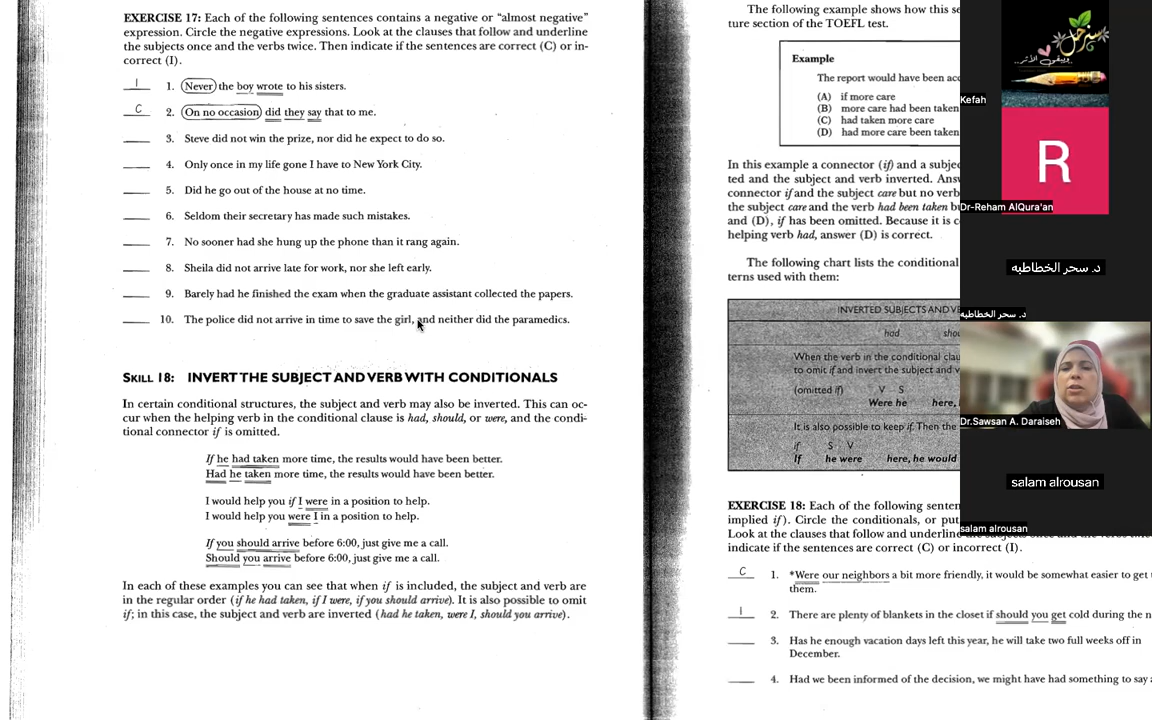 EXERCISE 17: Each of the following sentences contains a negative or “almost negative”
expression. Circle the negative expressions. Look at the clauses that follow and underline
the subjects once and the verbs twice. Then indicate if the sentences are correct (C) or in-
correct (I).
I 1. Never the boy wrote to his sisters.
C 2. On no occasion did they say that to me.
3. Steve did not win the prize, nor did he expect to do so.
4. Only once in my life gone I have to New York City.
5. Did he go out of the house at no time.
6. Seldom their secretary has made such mistakes.
7. No sooner had she hung up the phone than it rang again.
8. Sheila did not arrive late for work, nor she left early.
9. Barely had he finished the exam when the graduate assistant collected the papers.
10. The police did not arrive in time to save the girl, and neither did the paramedics.
SKILL 18: INVERT THE SUBJECT AND VERB WITH CONDITIONALS
In certain conditional structures, the subject and verb may also be inverted. This can oc-
cur when the helping verb in the conditional clause is had, should, or were, and the condi-
tional connector if is omitted.
If he had taken more time, the results would have been better.
Had he taken more time, the results would have been better.
I would help you if I were in a position to help.
I would help you were I in a position to help.
If you should arrive before 6:00, just give me a call.
Should you arrive before 6:00, just give me a call.
In each of these examples you can see that when if is included, the subject and verb are
in the regular order (if he had taken, if I were, if you should arrive). It is also possible to omit
if; in this case, the subject and verb are inverted (had he taken, were I, should you arrive).
The following example shows how this se
ture section of the TOEFL test.
Example
The report would have been acc
(A) if more care
(B) more care had been taken
(C) had taken more care
(D) had more care been taken
In this example a connector (if) and a subjec
ted and the subject and verb inverted. Answ
connector if and the subject care but no verb
the subject care and the verb had been taken b
and (D), if has been omitted. Because it is c
helping verb had, answer (D) is correct.
The following chart lists the conditional
terns used with them:
INVERTED SUBJECTS AND VE
had shou
When the verb in the conditional clau
to omit if and invert the subject and v
(omitted if) V S
Were he here,
It is also possible to keep if. Then the
if S V
If he were here, he would
EXERCISE 18: Each of the following senten
implied if). Circle the conditionals, or put
Look at the clauses that follow and underline
indicate if the sentences are correct (C) or incorrect (I).
C 1. *Were our neighbors a bit more friendly, it would be somewhat easier to get
them.
I 2. There are plenty of blankets in the closet if should you get cold during the n
3. Has he enough vacation days left this year, he will take two full weeks off in
December.
4. Had we been informed of the decision, we might have had something to say
Kefah
R
Dr-Reham AlQura'an
د. سحر الخطاطبه
د. سحر الخطاطبه
Dr.Sawsan A. Daraiseh
salam alrousan
salam alrousan